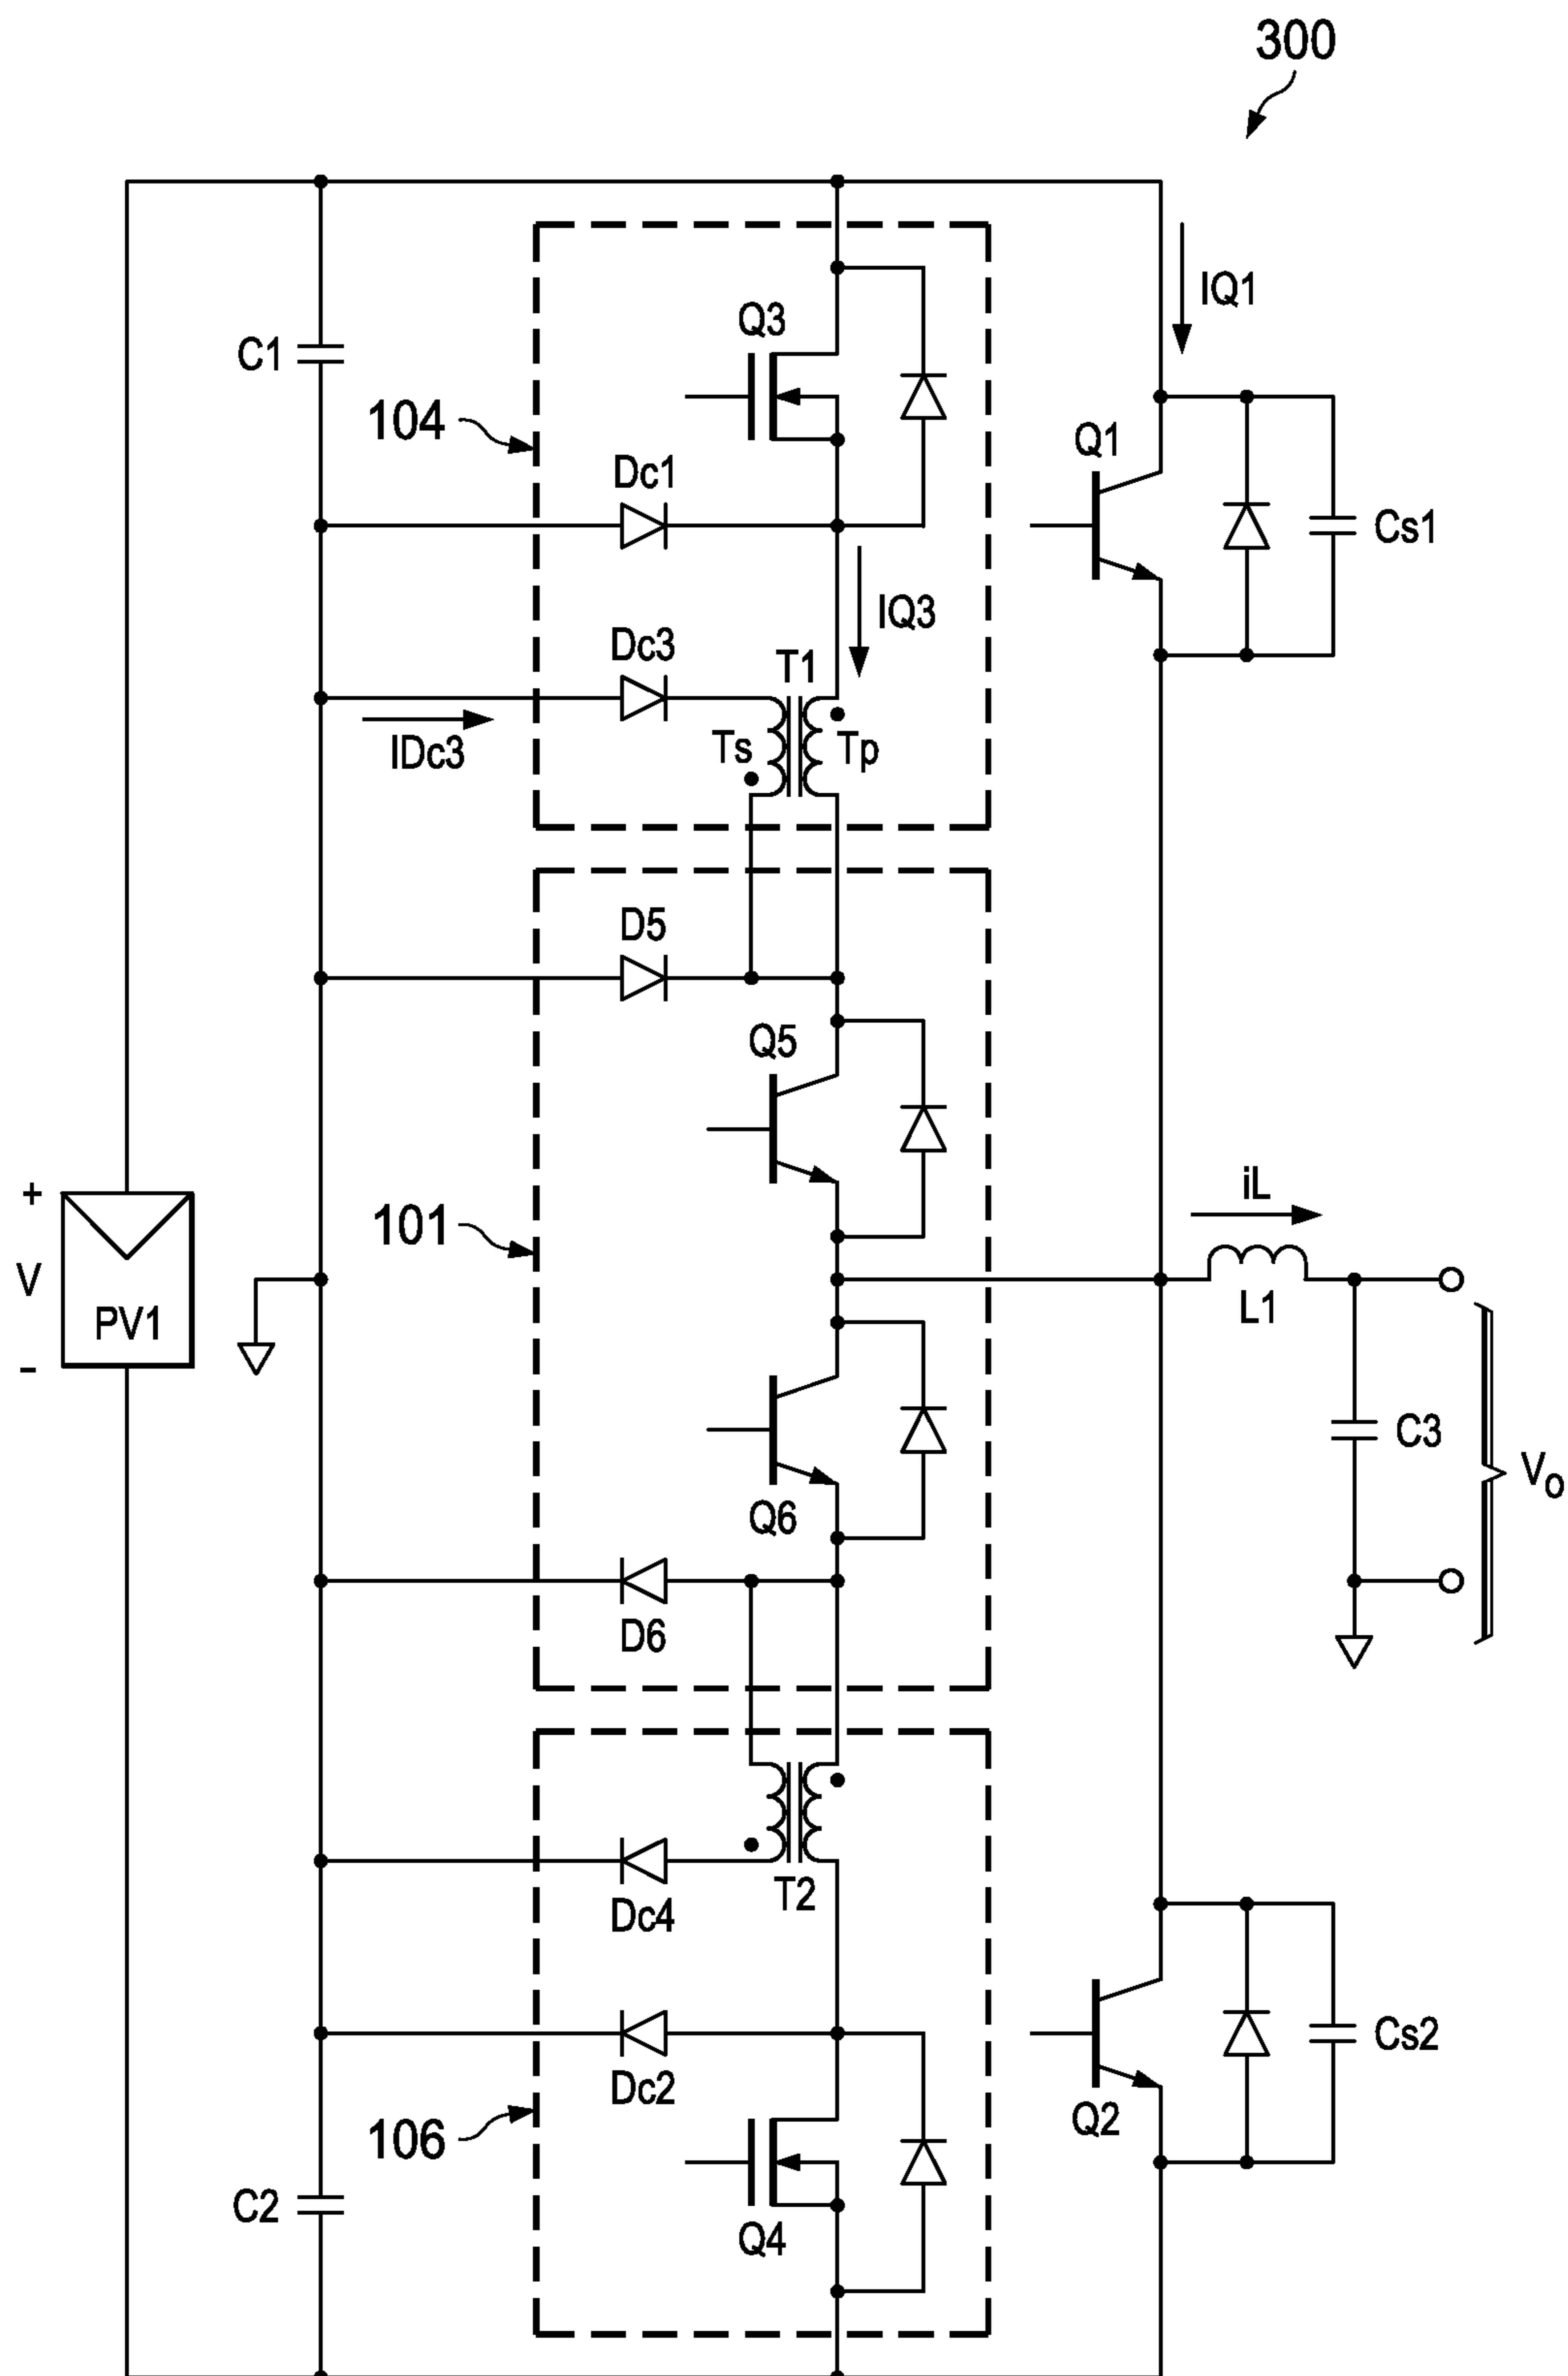 300
IQ1
Q3
C1
104
Q1
Dc1
Cs1
IQ3
Dc3
T1
Ts
Tp
IDc3
D5
Q5
+
101
iL
V
PV1
L1
-
C3
Vo
Q6
D6
T2
Dc4
Cs2
Dc2
Q2
106
C2
Q4